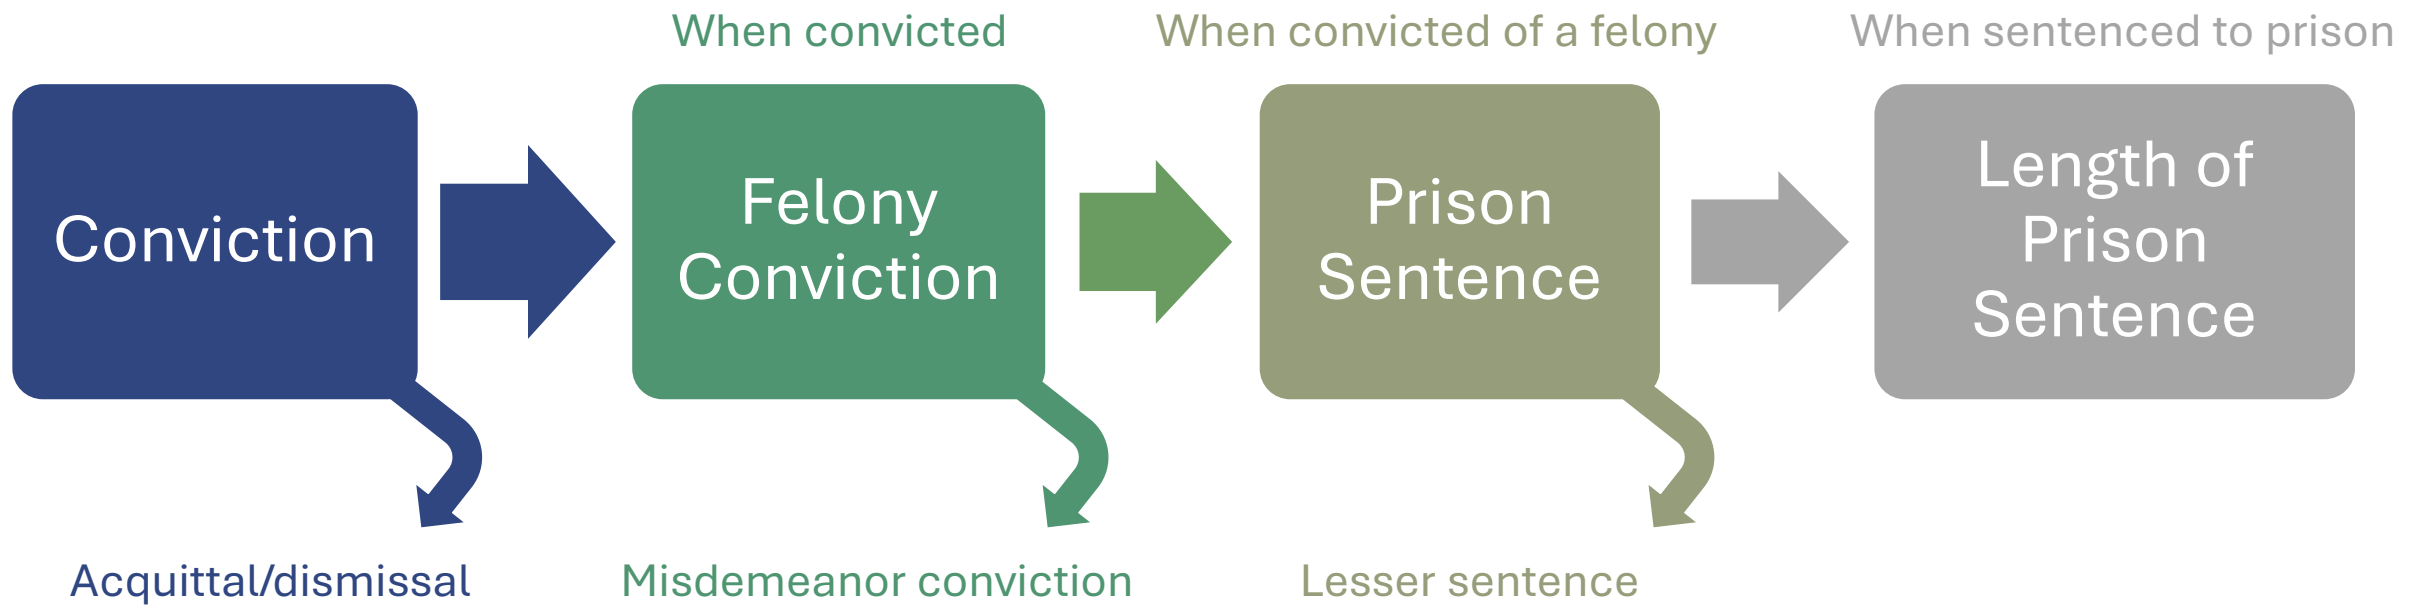 When convicted
When convicted of a felony
When sentenced to prison
Conviction
Felony
Conviction
Prison
Sentence
Length of
Prison
Sentence
Acquittal/dismissal
Misdemeanor conviction
Lesser sentence